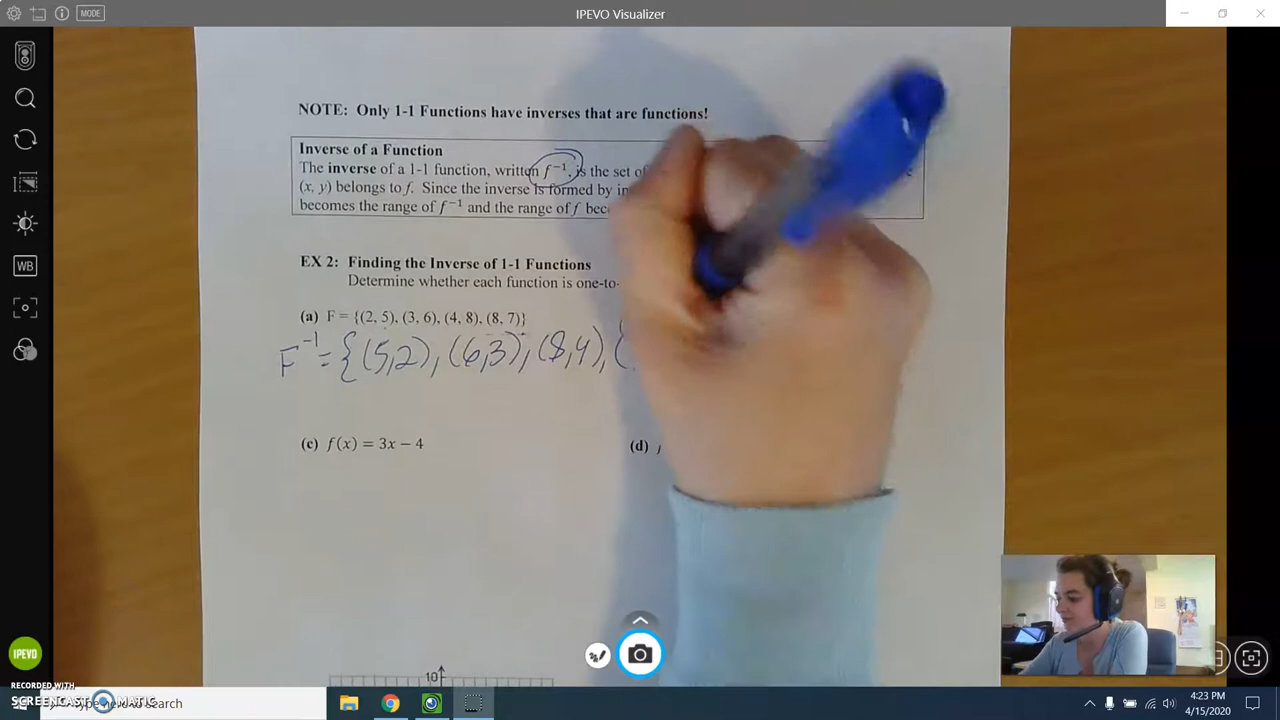 IPEVO Visualizer
MODE
NOTE: Only 1-1 Functions have inverses that are functions!
Inverse of a Function
The inverse of a 1-1 function, written f⁻¹, is the set of
(x, y) belongs to f. Since the inverse is formed by in
becomes the range of f⁻¹ and the range of f
EX 2: Finding the Inverse of 1-1 Functions
Determine whether each function is one-to-
(a) F = {(2, 5), (3, 6), (4, 8), (8, 7)}
F⁻¹ = {(5,2), (6,3), (8,4), (
(c) f(x) = 3x − 4
(d)
10
WB
IPEVO
RECORDED WITH
SCREENCAST MATIC
here to search
4:23 PM
4/15/2020